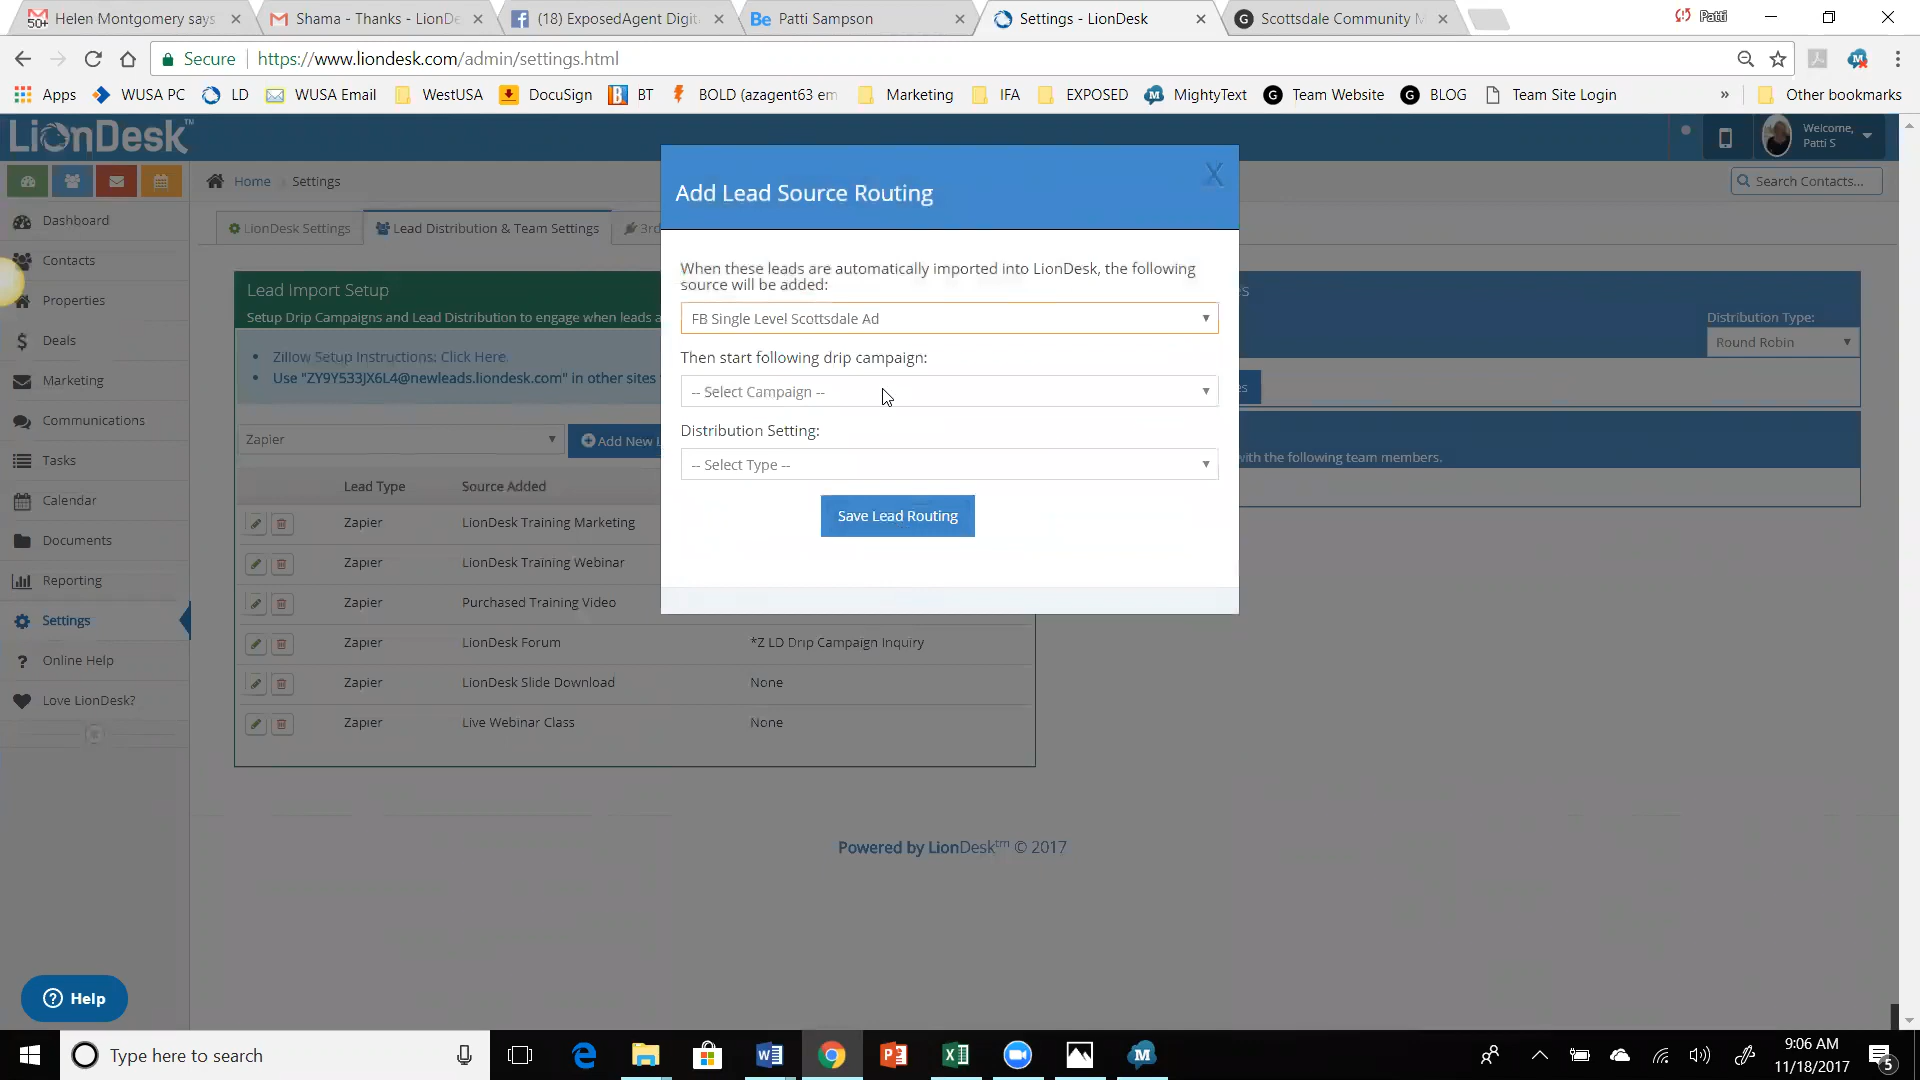 Helen Montgomery says
Shama - Thanks - LionDe
(18) ExposedAgent Digit
Be Patti Sampson
Settings - LionDesk
Scottsdale Community M
Patti
Secure
https://www.liondesk.com/admin/settings.html
Apps
WUSA PC
LD
WUSA Email
WestUSA
DocuSign
BT
BOLD (azagent63 em
Marketing
IFA
EXPOSED
MightyText
Team Website
BLOG
Team Site Login
»
Other bookmarks
LionDesk™
Welcome,
Patti S
Home
Settings
Search Contacts...
Dashboard
Contacts
Properties
Deals
Marketing
Communications
Tasks
Calendar
Documents
Reporting
Settings
Online Help
Love LionDesk?
LionDesk Settings
Lead Distribution & Team Settings
3rd
Lead Import Setup
Setup Drip Campaigns and Lead Distribution to engage when leads a
Zillow Setup Instructions: Click Here.
Use "ZY9Y533JX6L4@newleads.liondesk.com" in other sites
Zapier
Add New L
Lead Type Source Added
Zapier LionDesk Training Marketing
Zapier LionDesk Training Webinar
Zapier Purchased Training Video
Zapier LionDesk Forum *Z LD Drip Campaign Inquiry
Zapier LionDesk Slide Download None
Zapier Live Webinar Class None
Add Lead Source Routing
X
When these leads are automatically imported into LionDesk, the following
source will be added:
FB Single Level Scottsdale Ad
Then start following drip campaign:
-- Select Campaign --
Distribution Setting:
-- Select Type --
Save Lead Routing
es
Distribution Type:
Round Robin
es
with the following team members.
Powered by LionDesk™ © 2017
Help
Type here to search
9:06 AM
11/18/2017
5